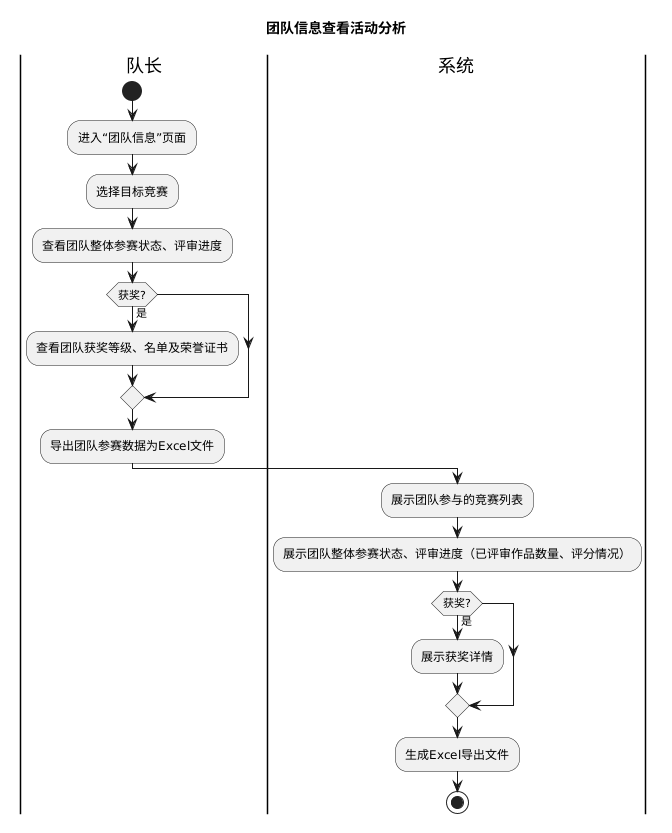 团队信息查看活动分析
队长
系统
进入“团队信息”页面
选择目标竞赛
查看团队整体参赛状态、评审进度
获奖?
是
查看团队获奖等级、名单及荣誉证书
导出团队参赛数据为Excel文件
展示团队参与的竞赛列表
展示团队整体参赛状态、评审进度（已评审作品数量、评分情况）
获奖?
是
展示获奖详情
生成Excel导出文件